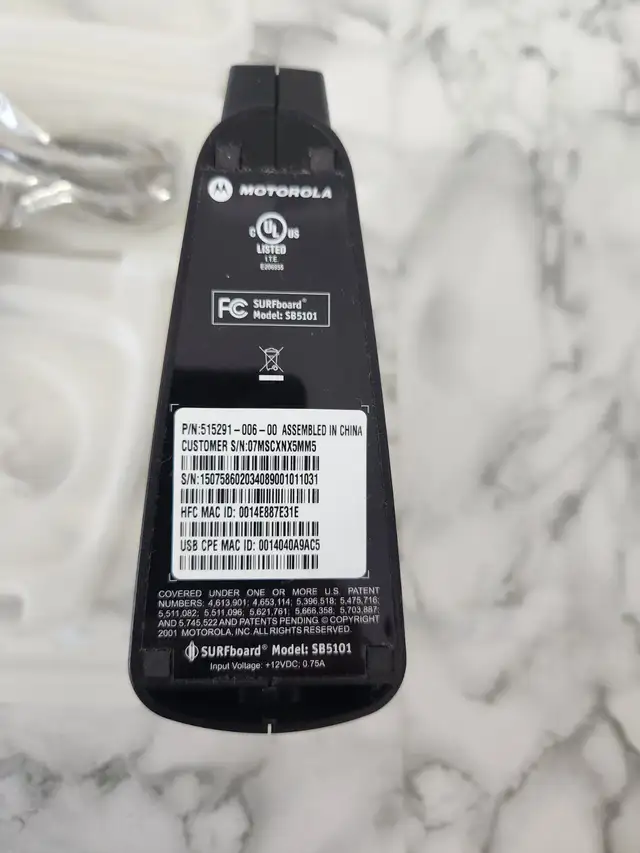 MOTOROLA
C UL US
LISTED
I.T.E.
FC SURFboard®
Model: SB5101
P/N:515291-006-00 ASSEMBLED IN CHINA
CUSTOMER S/N:07MSCXNX5MM5
S/N:150758602034089001011031
HFC MAC ID: 0014E887E31E
USB CPE MAC ID: 0014040A9AC5
COVERED UNDER ONE OR MORE U.S. PATENT
NUMBERS: 4,613,901; 4,653,114; 5,396,518; 5,475,716;
5,511,082; 5,511,096; 5,621,761; 5,666,358; 5,703,887;
AND 5,745,522 AND PATENTS PENDING © COPYRIGHT
2001 MOTOROLA, INC. ALL RIGHTS RESERVED.
SURFboard® Model: SB5101
Input Voltage: +12VDC; 0.75A